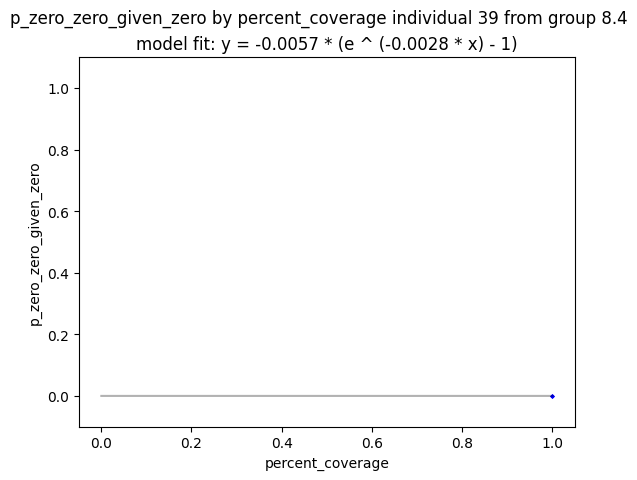 p_zero_zero_given_zero by percent_coverage individual 39 from group 8.4
model fit: y = -0.0057 * (e ^ (-0.0028 * x) - 1)
1.0
0.8
0.6
0.4
0.2
0.0
p_zero_zero_given_zero
0.0 0.2 0.4 0.6 0.8 1.0
percent_coverage